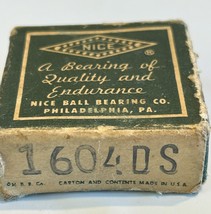 NICE
®
A Bearing of
Quality and
Endurance
NICE BALL BEARING CO.
PHILADELPHIA, PA.
1604DS
CARTON AND CONTENTS MADE IN U.S.A.